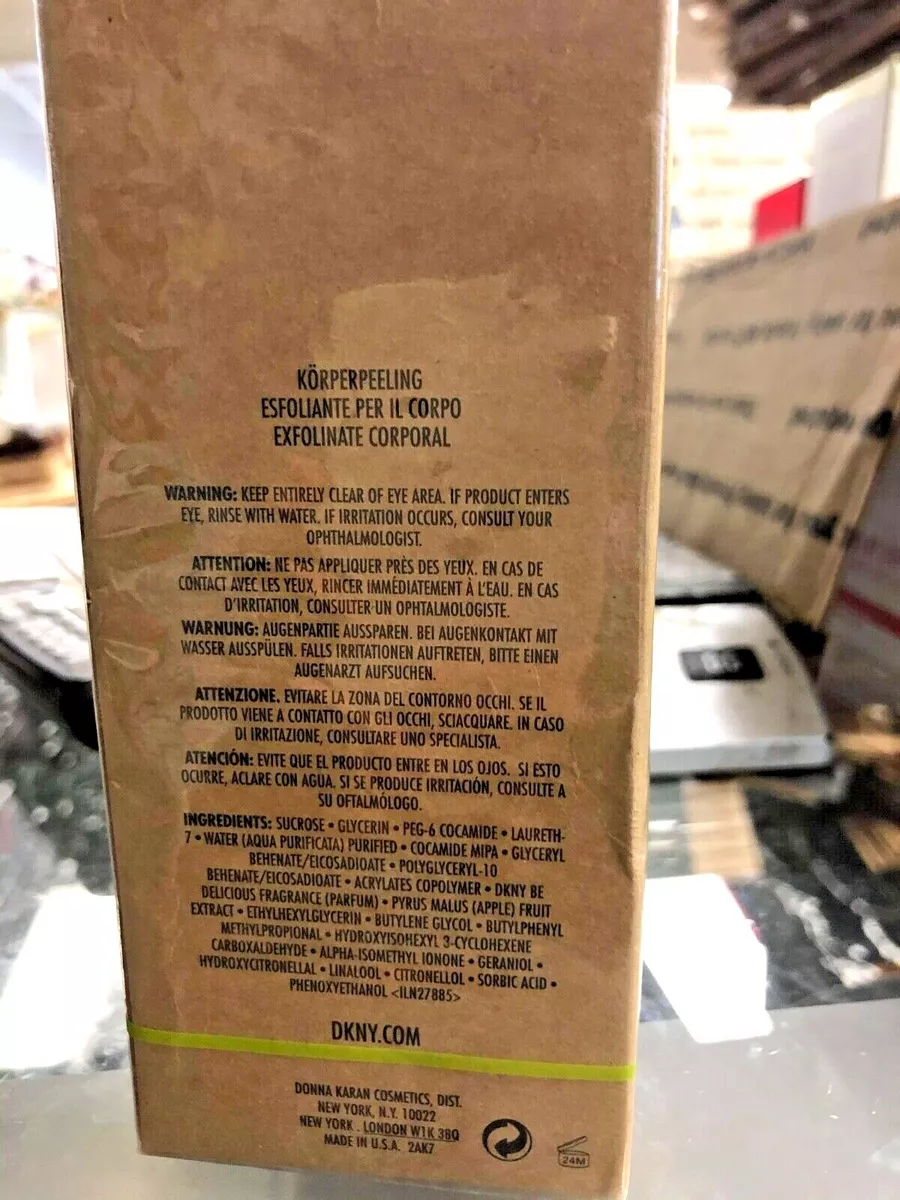 KÖRPERPEELING
ESFOLIANTE PER IL CORPO
EXFOLINATE CORPORAL
WARNING: KEEP ENTIRELY CLEAR OF EYE AREA. IF PRODUCT ENTERS
EYE, RINSE WITH WATER. IF IRRITATION OCCURS, CONSULT YOUR
OPHTHALMOLOGIST.
ATTENTION: NE PAS APPLIQUER PRÈS DES YEUX. EN CAS DE
CONTACT AVEC LES YEUX, RINCER IMMÉDIATEMENT À L'EAU. EN CAS
D'IRRITATION, CONSULTER UN OPHTALMOLOGISTE.
WARNUNG: AUGENPARTIE AUSSPAREN. BEI AUGENKONTAKT MIT
WASSER AUSSPÜLEN. FALLS IRRITATIONEN AUFTRETEN, BITTE EINEN
AUGENARZT AUFSUCHEN.
ATTENZIONE. EVITARE LA ZONA DEL CONTORNO OCCHI. SE IL
PRODOTTO VIENE A CONTATTO CON GLI OCCHI, SCIACQUARE. IN CASO
DI IRRITAZIONE, CONSULTARE UNO SPECIALISTA.
ATENCIÓN: EVITE QUE EL PRODUCTO ENTRE EN LOS OJOS. SI ESTO
OCURRE, ACLARE CON AGUA. SI SE PRODUCE IRRITACIÓN, CONSULTE A
SU OFTALMÓLOGO.
INGREDIENTS: SUCROSE • GLYCERIN • PEG-6 COCAMIDE • LAURETH-
7 • WATER (AQUA PURIFICATA) PURIFIED • COCAMIDE MIPA • GLYCERYL
BEHENATE/EICOSADIOATE • POLYGLYCERYL-10
BEHENATE/EICOSADIOATE • ACRYLATES COPOLYMER • DKNY BE
DELICIOUS FRAGRANCE (PARFUM) • PYRUS MALUS (APPLE) FRUIT
EXTRACT • ETHYLHEXYLGLYCERIN • BUTYLENE GLYCOL • BUTYLPHENYL
METHYLPROPIONAL • HYDROXYISOHEXYL 3-CYCLOHEXENE
CARBOXALDEHYDE • ALPHA-ISOMETHYL IONONE • GERANIOL •
HYDROXYCITRONELLAL • LINALOOL • CITRONELLOL • SORBIC ACID •
PHENOXYETHANOL <ILN27885>
DKNY.COM
DONNA KARAN COSMETICS, DIST.
NEW YORK, N.Y. 10022
NEW YORK . LONDON W1K 3BQ
MADE IN U.S.A. 2AK7
24M